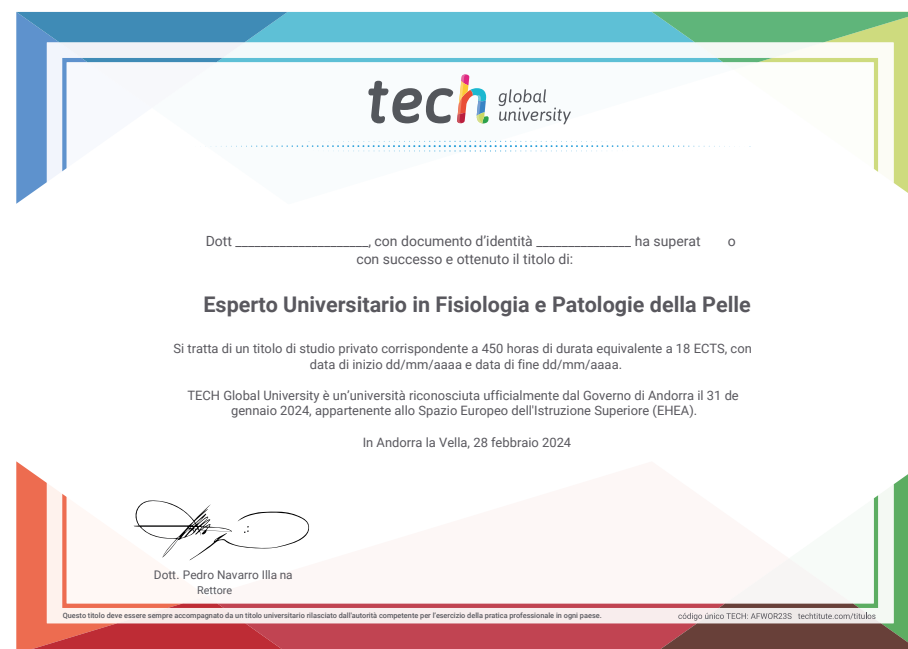 tech global
university
Dott _____________________, con documento d'identità _______________ ha superat o
con successo e ottenuto il titolo di:
Esperto Universitario in Fisiologia e Patologie della Pelle
Si tratta di un titolo di studio privato corrispondente a 450 horas di durata equivalente a 18 ECTS, con
data di inizio dd/mm/aaaa e data di fine dd/mm/aaaa.
TECH Global University è un'università riconosciuta ufficialmente dal Governo di Andorra il 31 de
gennaio 2024, appartenente allo Spazio Europeo dell'Istruzione Superiore (EHEA).
In Andorra la Vella, 28 febbraio 2024
Dott. Pedro Navarro Illa na
Rettore
Questo titolo deve essere sempre accompagnato da un titolo universitario rilasciato dall'autorità competente per l'esercizio della pratica professionale in ogni paese.
código único TECH: AFWOR23S techtitute.com/titulos